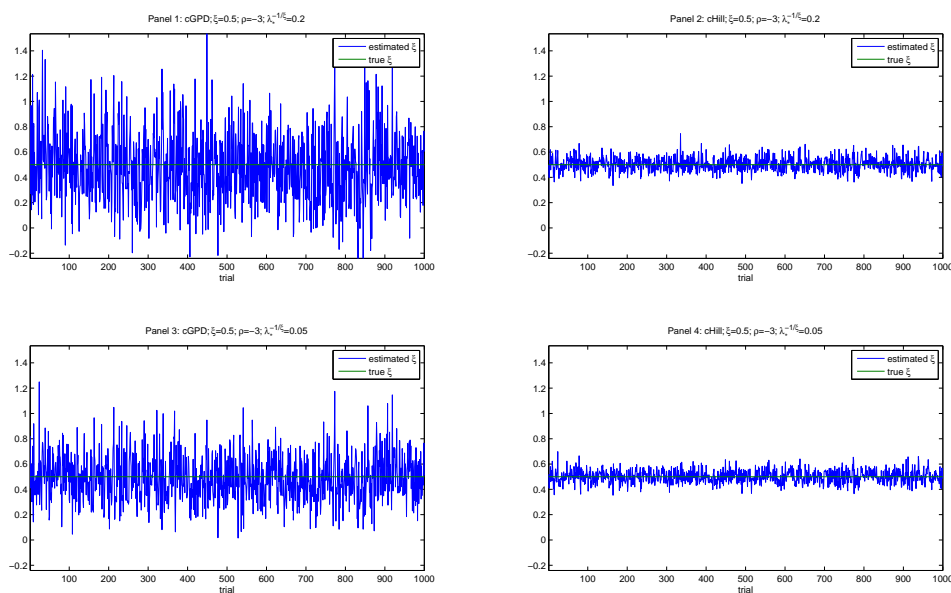 Panel 1: cGPD; ξ=0.5; ρ=−3; λ*^−1/ξ=0.2
1.4
1.2
1
0.8
0.6
0.4
0.2
0
−0.2
estimated ξ
true ξ
100 200 300 400 500 600 700 800 900 1000
trial
Panel 2: cHill; ξ=0.5; ρ=−3; λ*^−1/ξ=0.2
1.4
1.2
1
0.8
0.6
0.4
0.2
0
−0.2
estimated ξ
true ξ
100 200 300 400 500 600 700 800 900 1000
trial
Panel 3: cGPD; ξ=0.5; ρ=−3; λ*^−1/ξ=0.05
1.4
1.2
1
0.8
0.6
0.4
0.2
0
−0.2
estimated ξ
true ξ
100 200 300 400 500 600 700 800 900 1000
trial
Panel 4: cHill; ξ=0.5; ρ=−3; λ*^−1/ξ=0.05
1.4
1.2
1
0.8
0.6
0.4
0.2
0
−0.2
estimated ξ
true ξ
100 200 300 400 500 600 700 800 900 1000
trial